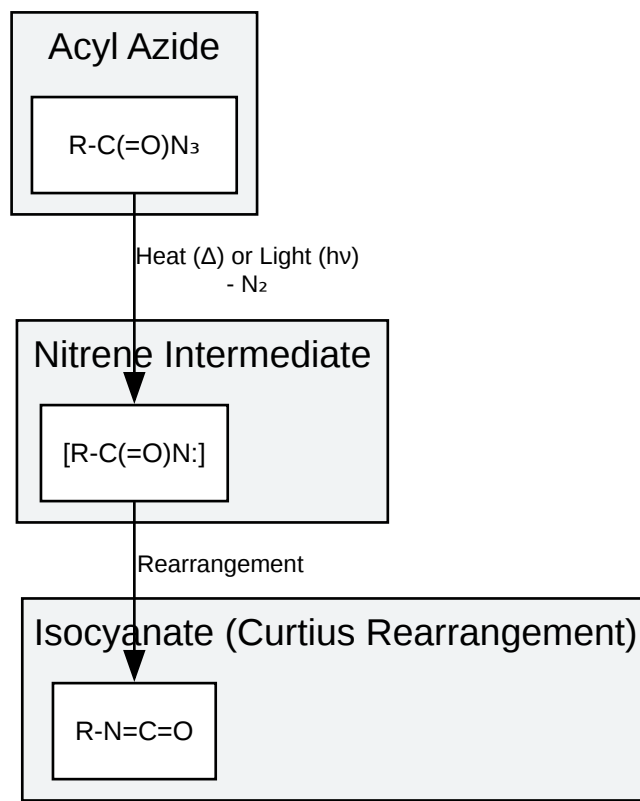 Acyl Azide
R-C(=O)N₃
Heat (Δ) or Light (hν)
- N₂
Nitrene Intermediate
[R-C(=O)N:]
Rearrangement
Isocyanate (Curtius Rearrangement)
R-N=C=O